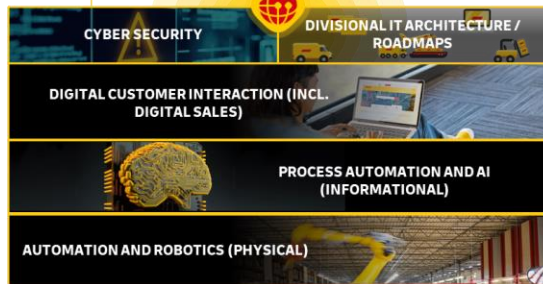 CYBER SECURITY
DIVISIONAL IT ARCHITECTURE /
ROADMAPS
DIGITAL CUSTOMER INTERACTION (INCL.
DIGITAL SALES)
PROCESS AUTOMATION AND AI
(INFORMATIONAL)
AUTOMATION AND ROBOTICS (PHYSICAL)